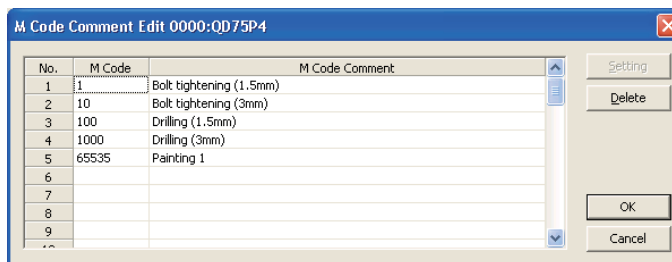 M Code Comment Edit 0000:QD75P4
No. M Code M Code Comment
1 1 Bolt tightening (1.5mm)
2 10 Bolt tightening (3mm)
3 100 Drilling (1.5mm)
4 1000 Drilling (3mm)
5 65535 Painting 1
6
7
8
9
Setting
Delete
OK
Cancel